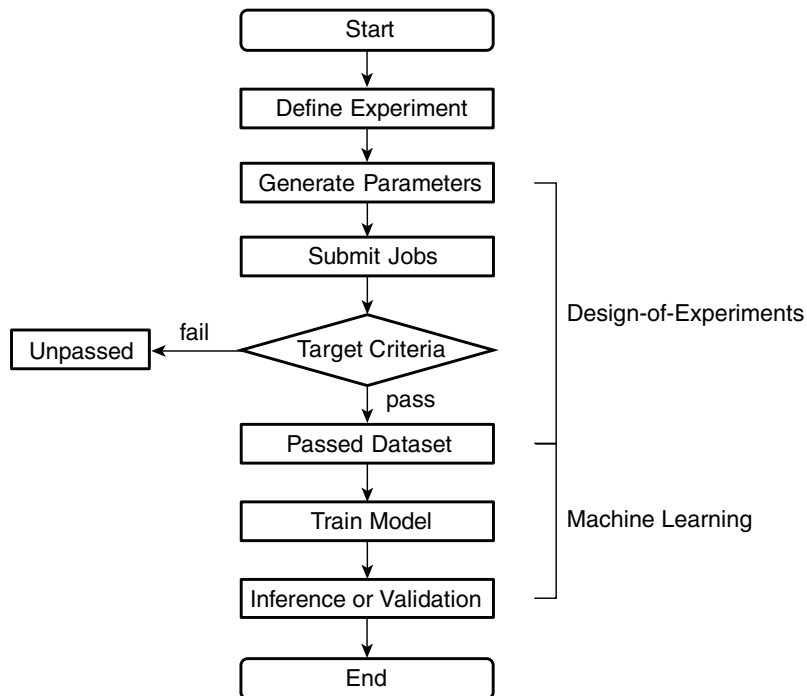 Start
Define Experiment
Generate Parameters
Submit Jobs
Design-of-Experiments
fail
Unpassed
Target Criteria
pass
Passed Dataset
Train Model
Machine Learning
Inference or Validation
End